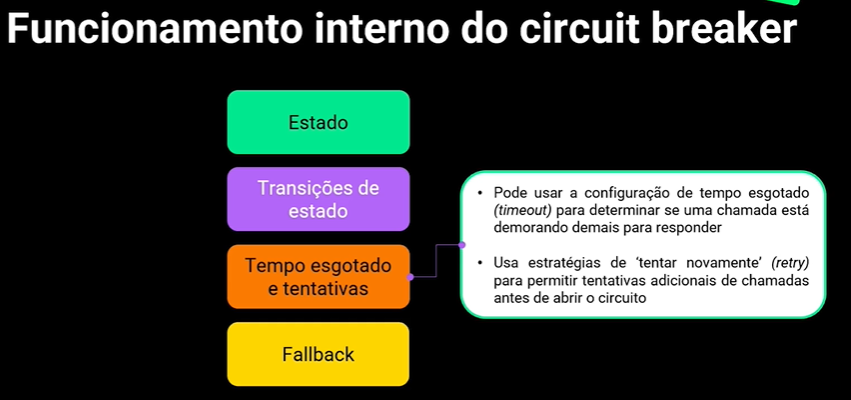 Funcionamento interno do circuit breaker
Estado
Transições de
estado
Tempo esgotado
e tentativas
Fallback
• Pode usar a configuração de tempo esgotado
(timeout) para determinar se uma chamada está
demorando demais para responder
• Usa estratégias de ‘tentar novamente’ (retry)
para permitir tentativas adicionais de chamadas
antes de abrir o circuito